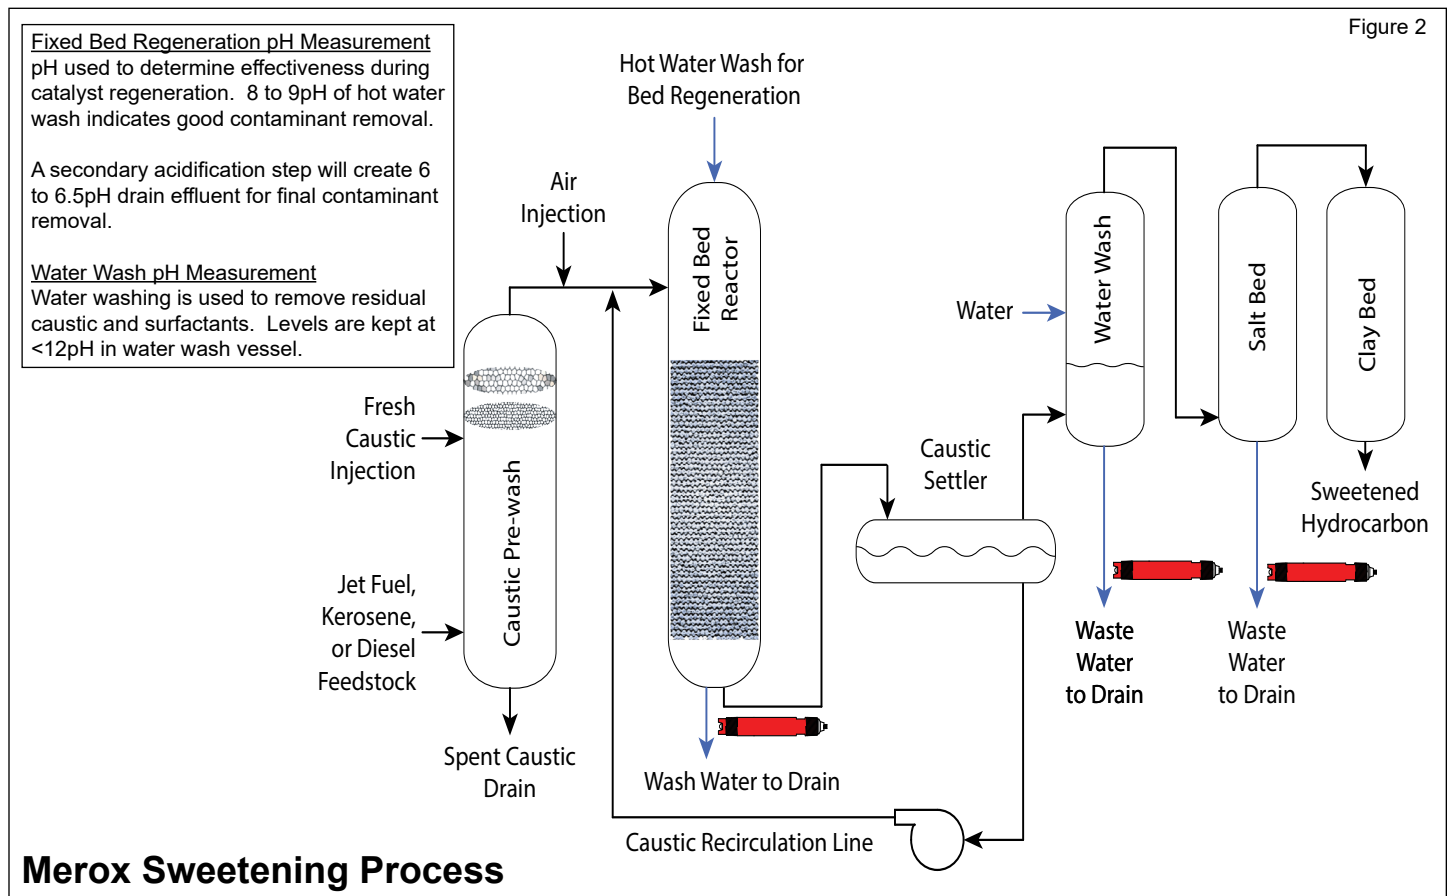 Figure 2
Fixed Bed Regeneration pH Measurement
pH used to determine effectiveness during
catalyst regeneration.  8 to 9pH of hot water
wash indicates good contaminant removal.
A secondary acidification step will create 6
to 6.5pH drain effluent for final contaminant
removal.
Water Wash pH Measurement
Water washing is used to remove residual
caustic and surfactants.  Levels are kept at
<12pH in water wash vessel.
Hot Water Wash for
Bed Regeneration
Air
Injection
Fixed Bed
Reactor
Water
Water Wash
Salt Bed
Clay Bed
Fresh
Caustic
Injection
Caustic Pre-wash
Caustic
Settler
Sweetened
Hydrocarbon
Jet Fuel,
Kerosene,
or Diesel
Feedstock
Waste
Water
to Drain
Waste
Water
to Drain
Spent Caustic
Drain
Wash Water to Drain
Caustic Recirculation Line
Merox Sweetening Process